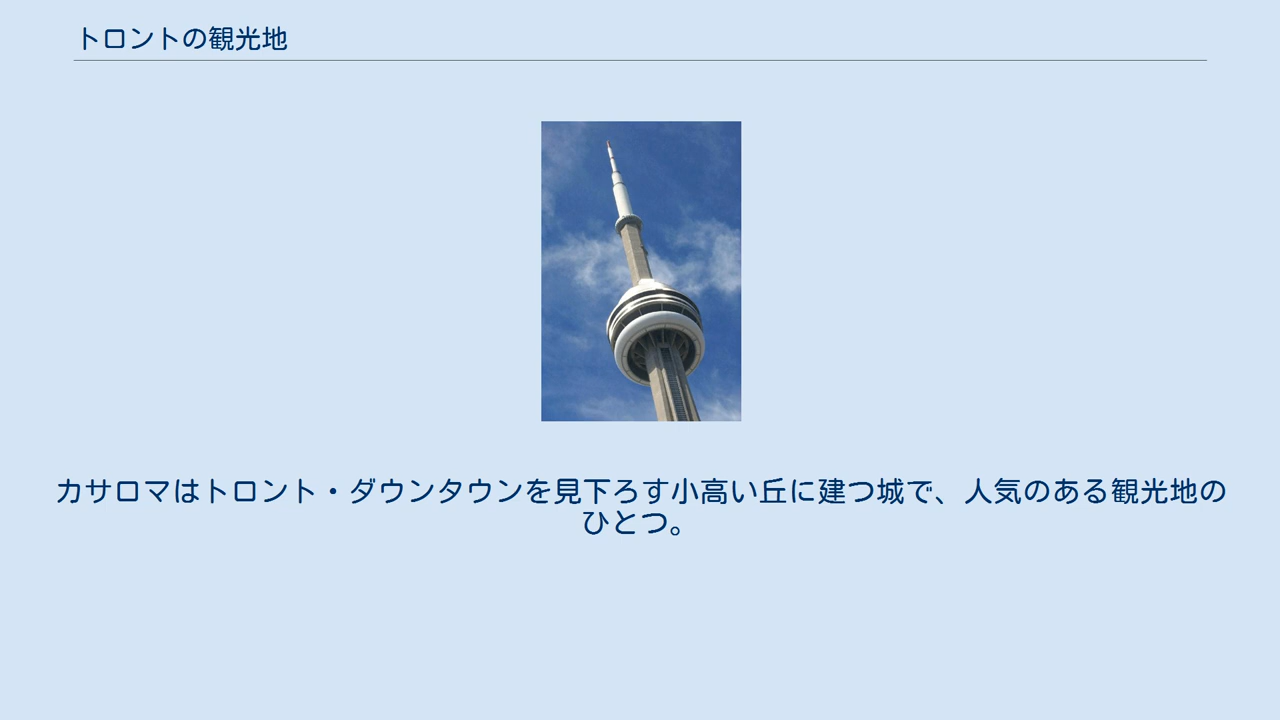 トロントの観光地
カサロマはトロント・ダウンタウンを見下ろす小高い丘に建つ城で、人気のある観光地の
ひとつ。